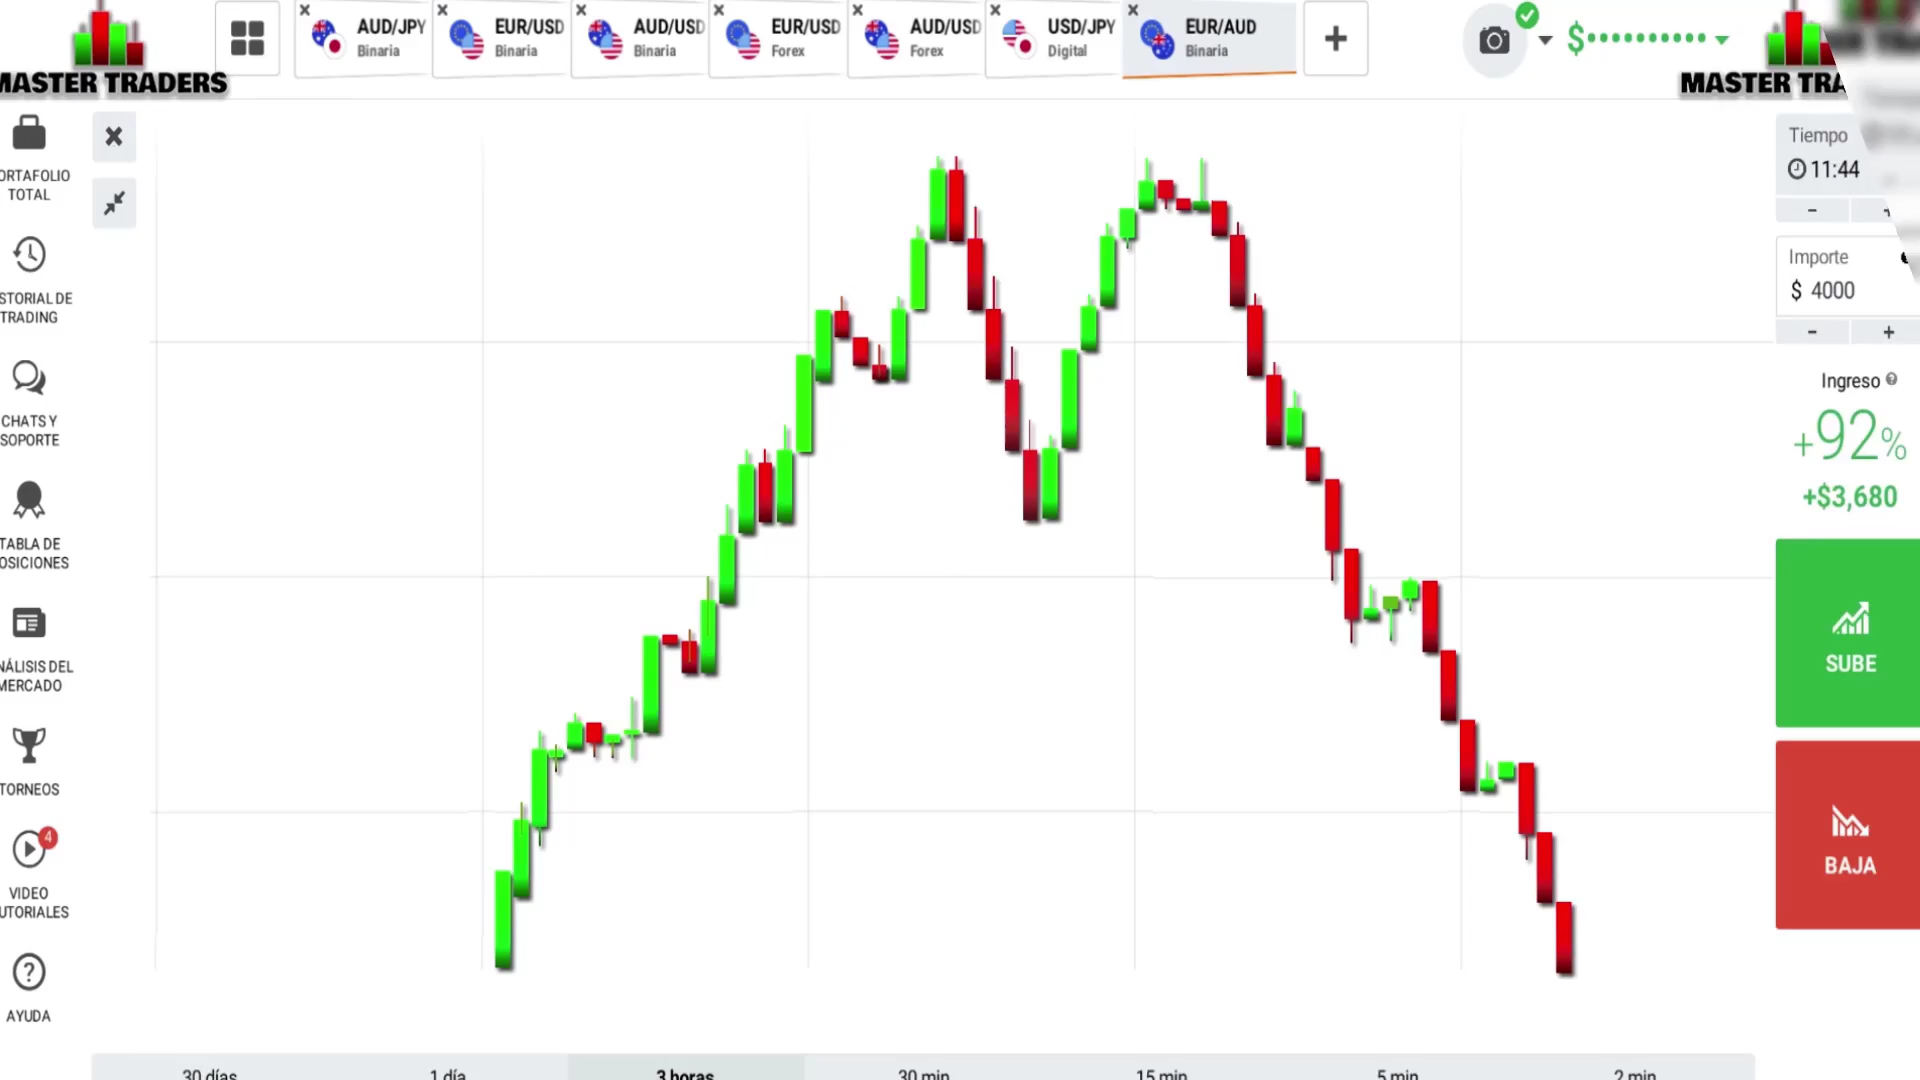 MASTER TRADERS
AUD/JPY
Binaria
EUR/USD
Binaria
AUD/USD
Binaria
EUR/USD
Forex
AUD/USD
Forex
USD/JPY
Digital
EUR/AUD
Binaria
+
$
MASTER TRA
ORTAFOLIO
TOTAL
STORIAL DE
TRADING
CHATS Y
SOPORTE
TABLA DE
OSICIONES
NÁLISIS DEL
MERCADO
TORNEOS
4
VIDEO
UTORIALES
AYUDA
Tiempo
11:44
Importe
$ 4000
- +
Ingreso
+92%
+$3,680
SUBE
BAJA
30 días
1 día
3 horas
30 min
15 min
5 min
2 min